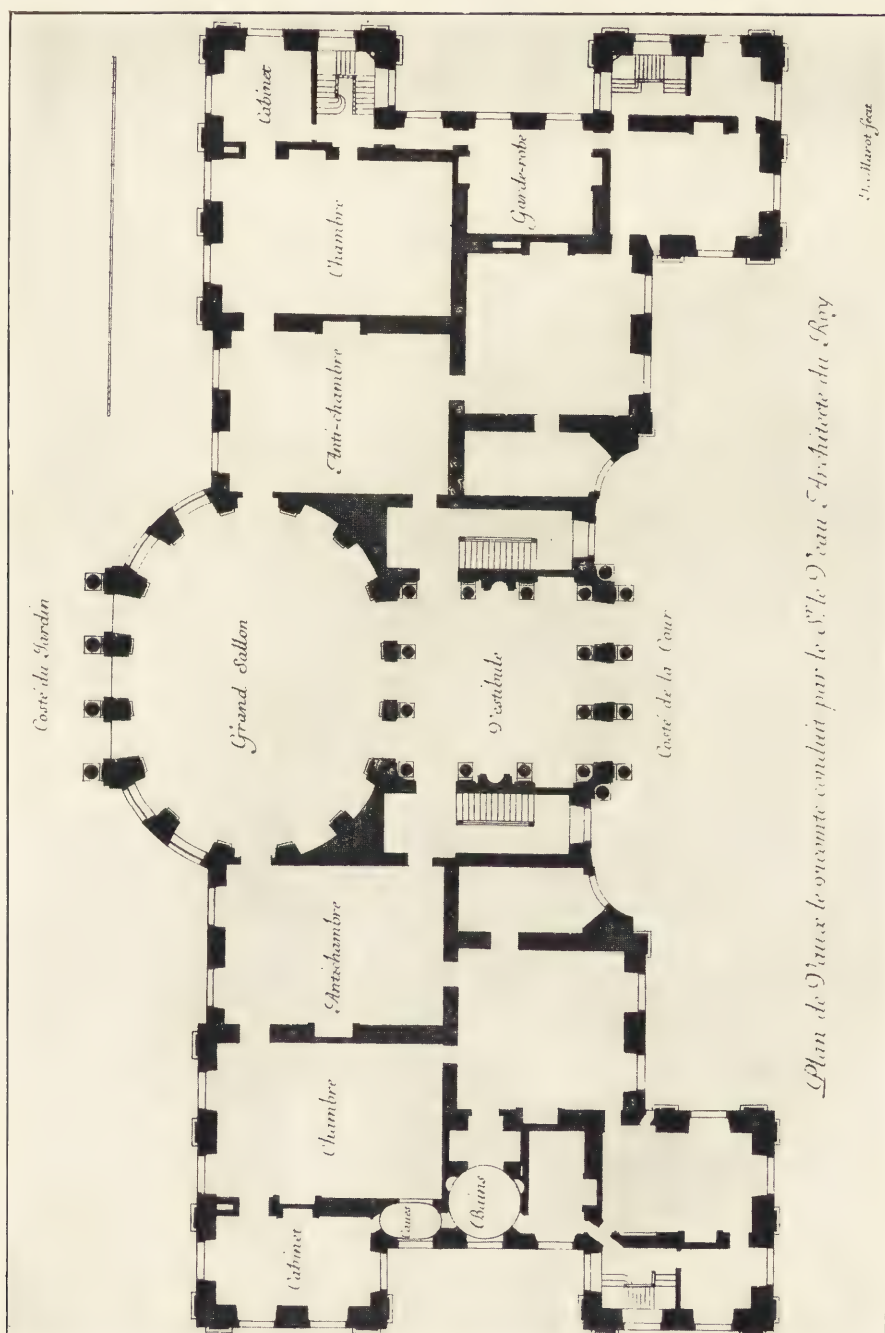 Costé du Jardin
Cabinet
Chambre
Anti-chambre
Garde-robe
Grand Sallon
Vestibule
Costé de la Cour
Antichambre
Chambre
Cabinet
Bains
Plan de Vaux le vicomte conduit par le Sr. le Veau Architecte du Roy
Marot fecit